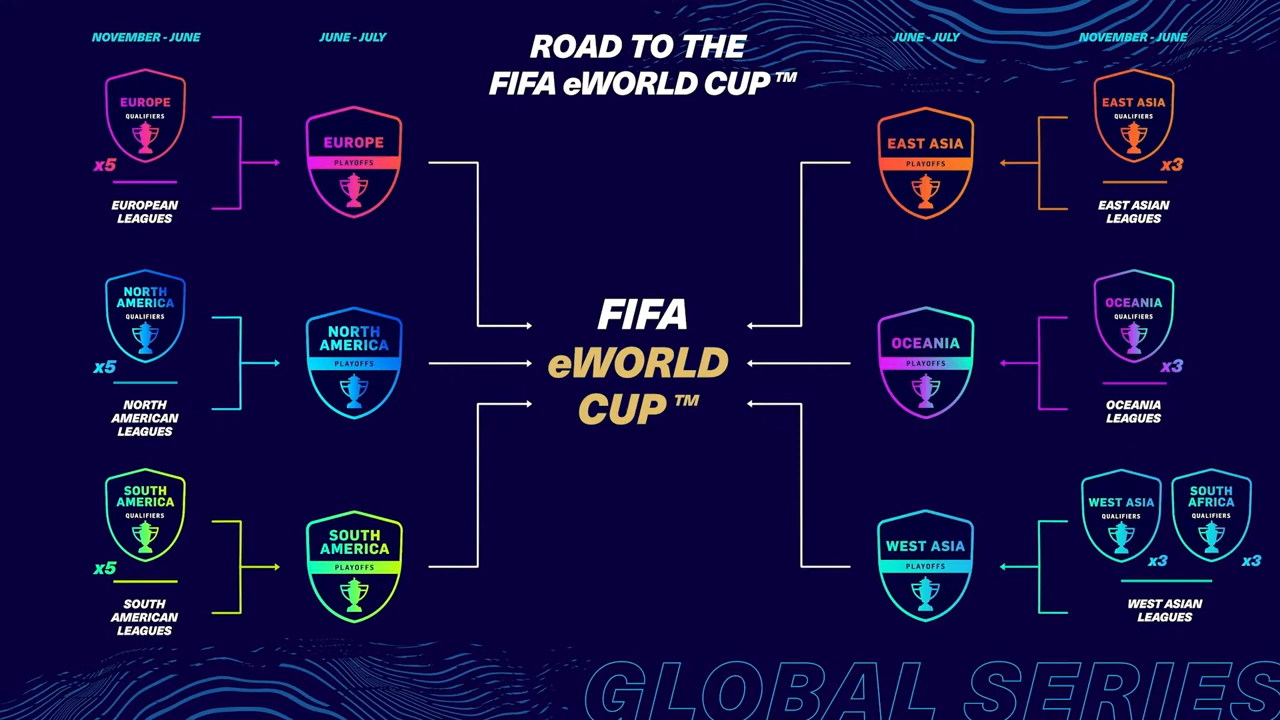 NOVEMBER - JUNE
JUNE - JULY
ROAD TO THE
FIFA eWORLD CUP™
JUNE - JULY
NOVEMBER - JUNE
EUROPE
QUALIFIERS
x5
EUROPEAN
LEAGUES
EUROPE
PLAYOFFS
NORTH
AMERICA
QUALIFIERS
x5
NORTH
AMERICAN
LEAGUES
NORTH
AMERICA
PLAYOFFS
SOUTH
AMERICA
QUALIFIERS
x5
SOUTH
AMERICAN
LEAGUES
SOUTH
AMERICA
PLAYOFFS
FIFA
eWORLD
CUP™
EAST ASIA
PLAYOFFS
EAST ASIA
QUALIFIERS
x3
EAST ASIAN
LEAGUES
OCEANIA
PLAYOFFS
OCEANIA
QUALIFIERS
x3
OCEANIA
LEAGUES
WEST ASIA
PLAYOFFS
WEST ASIA
QUALIFIERS
x3
SOUTH
AFRICA
QUALIFIERS
x3
WEST ASIAN
LEAGUES
GLOBAL SERIES